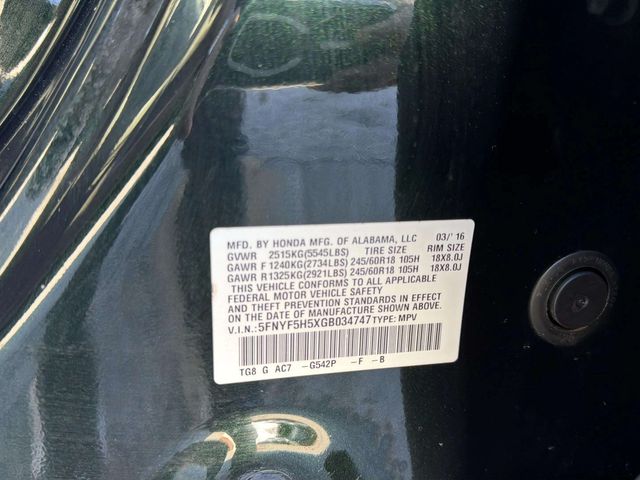 MFD. BY HONDA MFG. OF ALABAMA, LLC 03/'16
GVWR 2515KG(5545LBS) TIRE SIZE RIM SIZE
GAWR F 1240KG(2734LBS) 245/60R18 105H 18X8.0J
GAWR R1325KG(2921LBS) 245/60R18 105H 18X8.0J
THIS VEHICLE CONFORMS TO ALL APPLICABLE
FEDERAL MOTOR VEHICLE SAFETY, BUMPER, AND
THEFT PREVENTION STANDARDS IN EFFECT
ON THE DATE OF MANUFACTURE SHOWN ABOVE.
V.I.N.: 5FNYF5H5XGB034747 TYPE: MPV
TG8 G AC7 -G542P -F -B